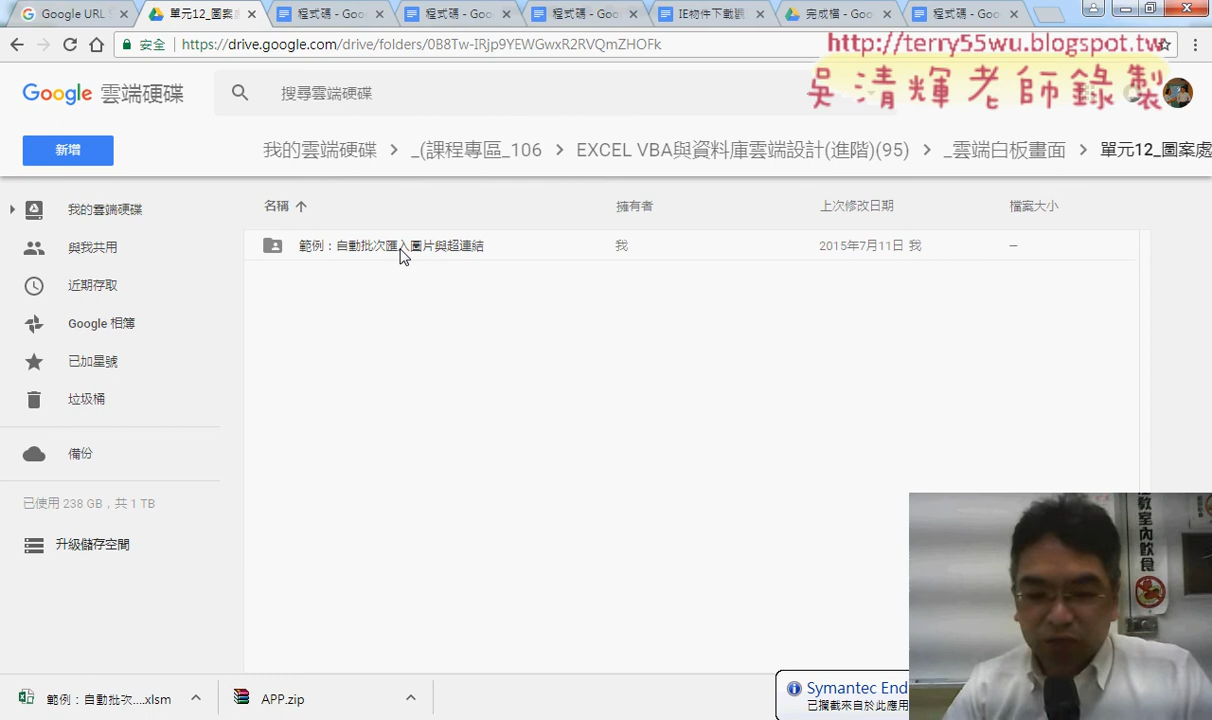 Google URL
單元12_圖案
程式碼 - Goo
程式碼 - Goo
程式碼 - Goo
IE物件下載
完成檔 - Goo
程式碼 - Goo
安全 https://drive.google.com/drive/folders/0B8Tw-IRjp9YEWGwxR2RVQmZHOFk
http://terry55wu.blogspot.tw
吳清輝老師錄製
Google 雲端硬碟
搜尋雲端硬碟
新增
我的雲端硬碟 > _(課程專區_106 > EXCEL VBA與資料庫雲端設計(進階)(95) > _雲端白板畫面 > 單元12_圖案處
名稱 ↑ 擁有者 上次修改日期 檔案大小
範例：自動批次匯入圖片與超連結 我 2015年7月11日 我 –
我的雲端硬碟
與我共用
近期存取
Google 相簿
已加星號
垃圾桶
備份
已使用 238 GB，共 1 TB
升級儲存空間
教室內飲食
範例：自動批次....xlsm
APP.zip
Symantec End
已攔截來自於此應用